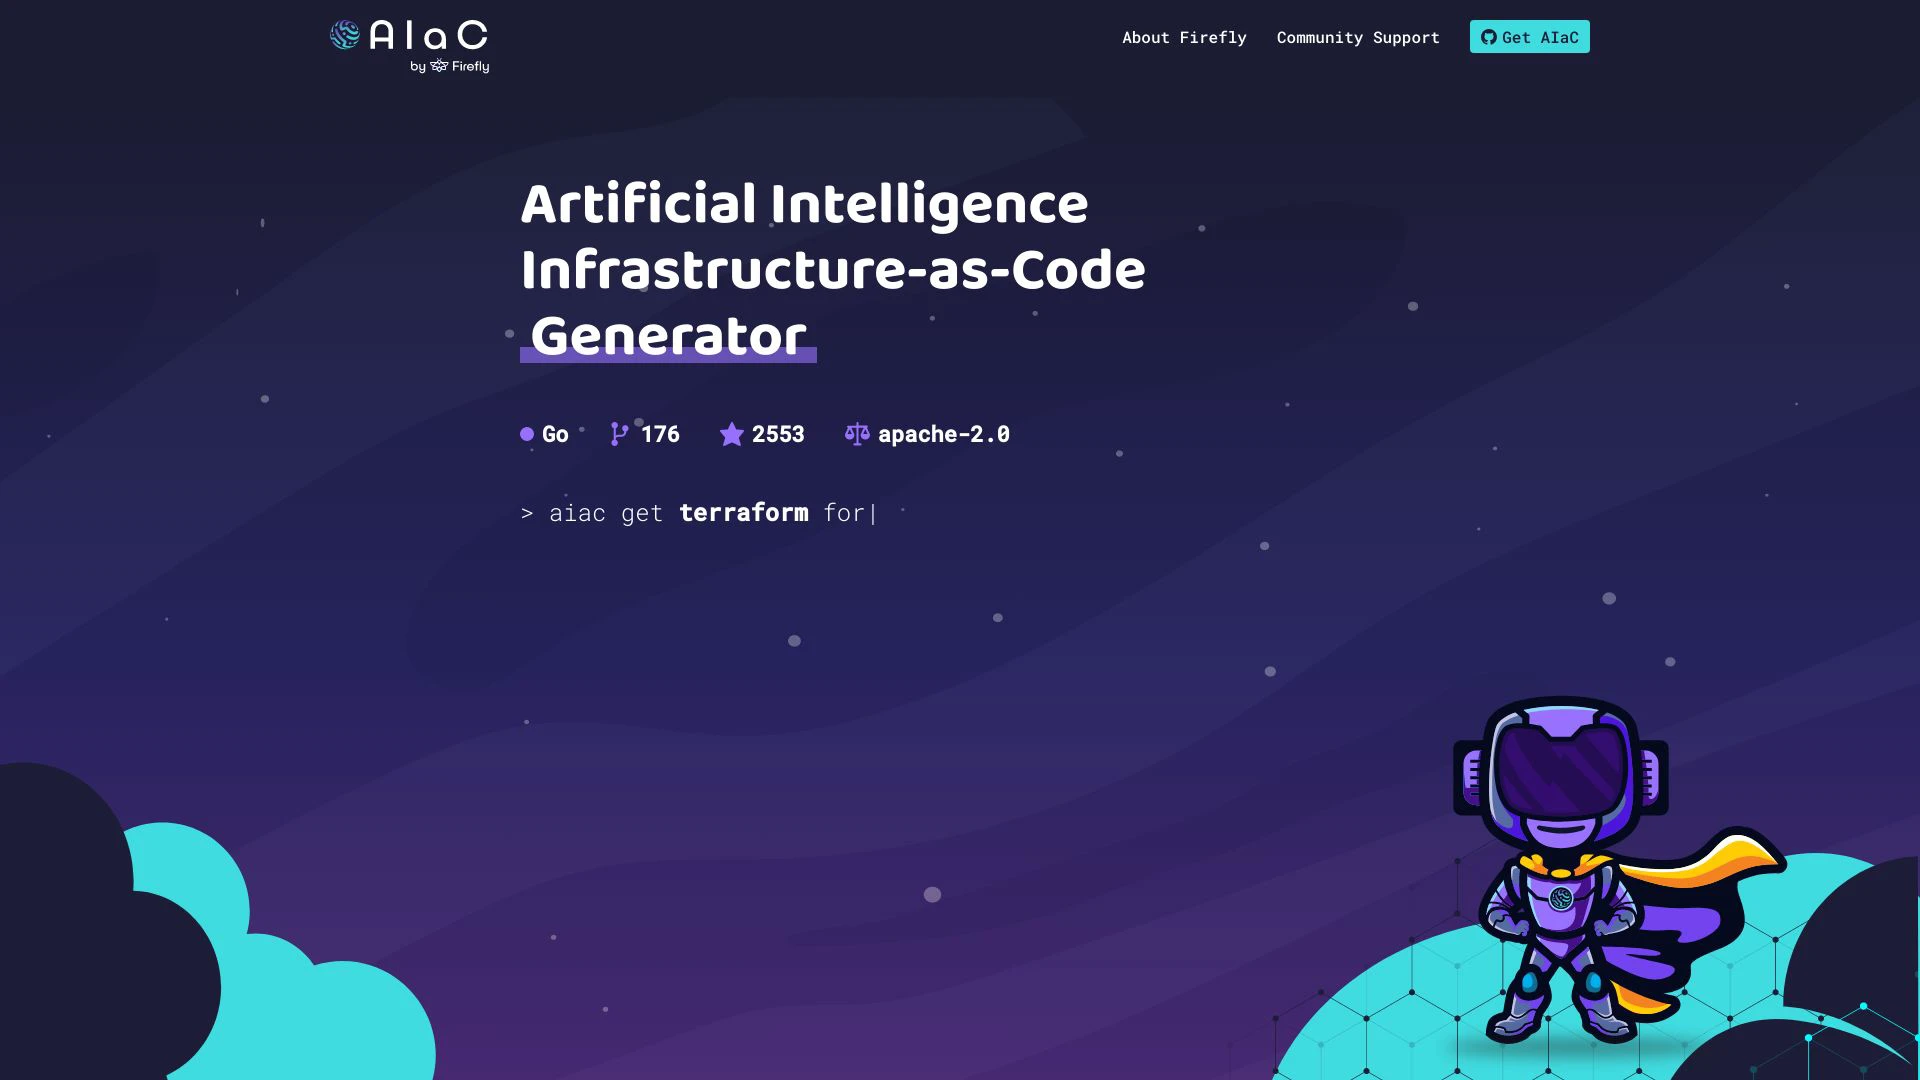 AIaC
by Firefly
About Firefly
Community Support
Get AIaC
Artificial Intelligence
Infrastructure-as-Code
Generator
Go
176
2553
apache-2.0
> aiac get terraform for|